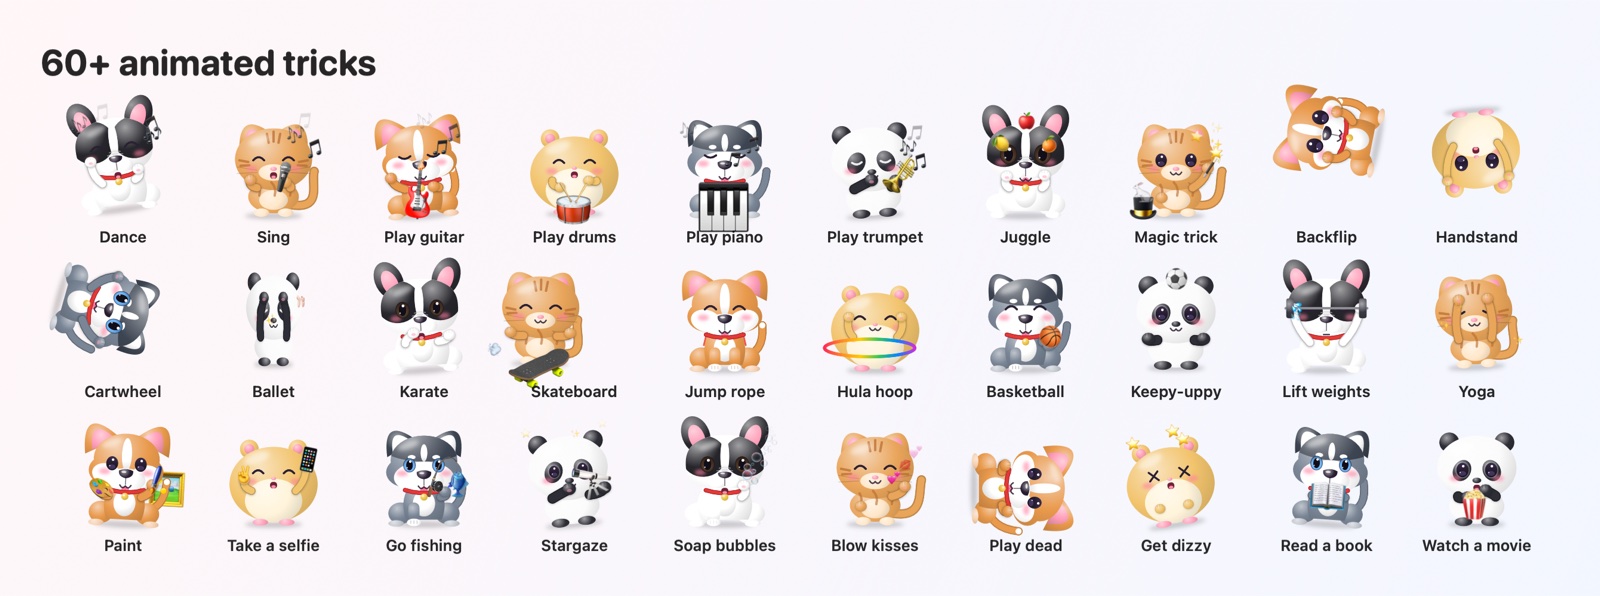 60+ animated tricks
Dance
Sing
Play guitar
Play drums
Play piano
Play trumpet
Juggle
Magic trick
Backflip
Handstand
Cartwheel
Ballet
Karate
Skateboard
Jump rope
Hula hoop
Basketball
Keepy-uppy
Lift weights
Yoga
Paint
Take a selfie
Go fishing
Stargaze
Soap bubbles
Blow kisses
Play dead
Get dizzy
Read a book
Watch a movie